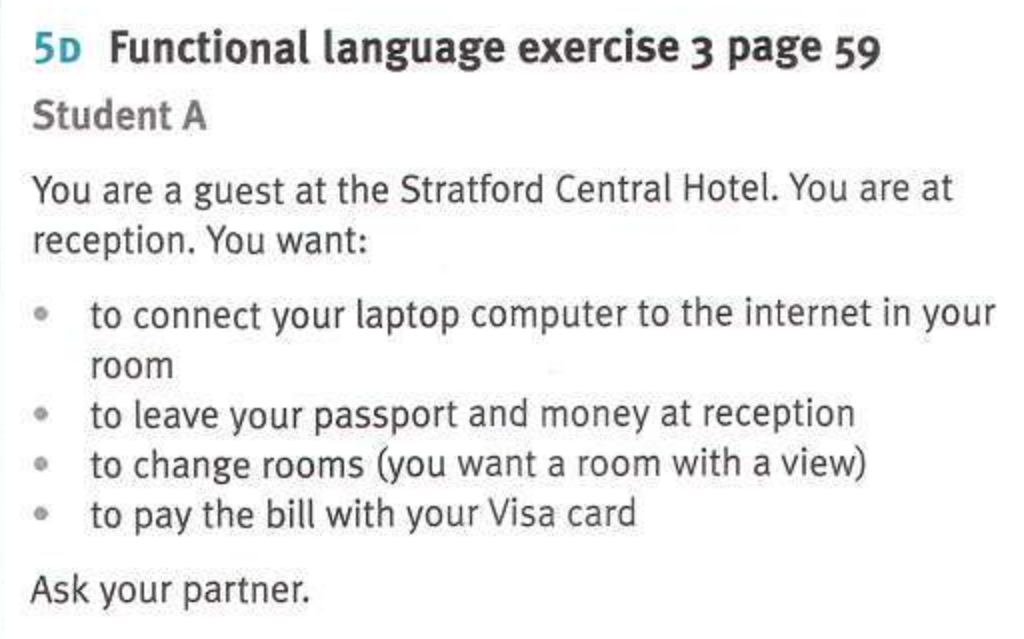 5D Functional language exercise 3 page 59
Student A
You are a guest at the Stratford Central Hotel. You are at
reception. You want:
• to connect your laptop computer to the internet in your
room
• to leave your passport and money at reception
• to change rooms (you want a room with a view)
• to pay the bill with your Visa card
Ask your partner.